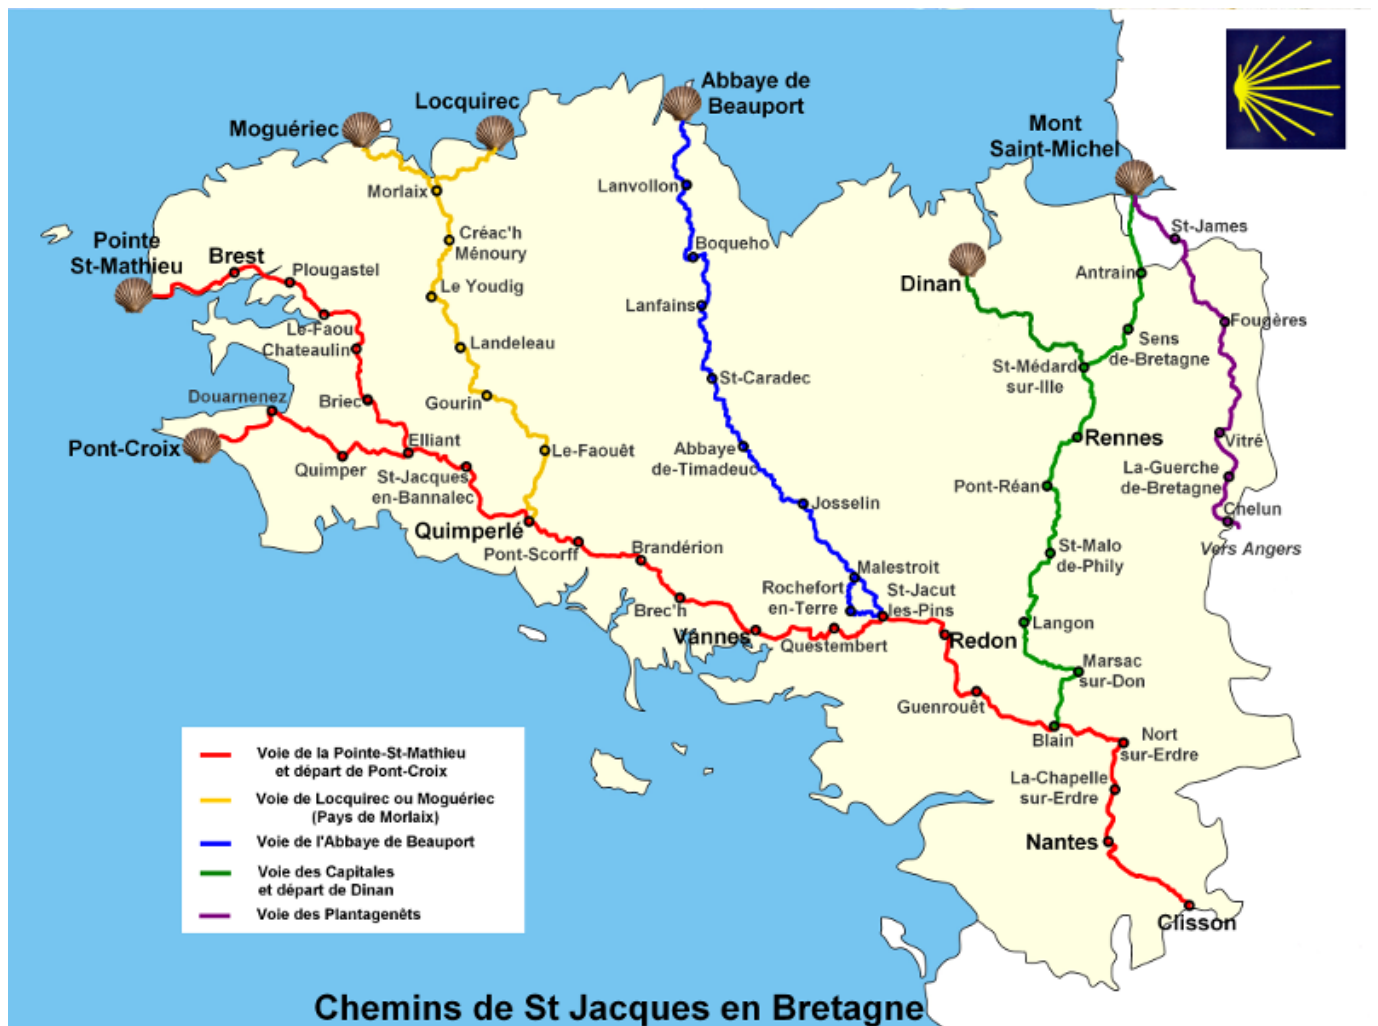 Abbaye de
Beauport
Locquirec
Moguériec
Mont
Saint-Michel
Morlaix
Lanvollon
St-James
Créac'h
Ménoury
Boqueho
Pointe
St-Mathieu
Brest
Plougastel
Antrain
Dinan
Le Youdig
Lanfains
Le-Faou
Fougères
Sens
de-Bretagne
Chateaulin
Landeleau
St-Médard
sur-Ille
St-Caradec
Douarnenez
Briec
Gourin
Pont-Croix
Elliant
Rennes
Vitré
Quimper
Le-Faouêt
Abbaye
de-Timadeuc
St-Jacques
en-Bannalec
La-Guerche
de-Bretagne
Pont-Réan
Josselin
Chelun
Quimperlé
Vers Angers
Pont-Scorff
Brandérion
St-Malo
de-Phily
Malestroit
Rochefort
en-Terre
St-Jacut
les-Pins
Brec'h
Langon
Vannes
Questembert
Redon
Marsac
sur-Don
Guenrouêt
Blain
Nort
sur-Erdre
La-Chapelle
sur-Erdre
Nantes
Clisson
Voie de la Pointe-St-Mathieu
et départ de Pont-Croix
Voie de Locquirec ou Moguériec
(Pays de Morlaix)
Voie de l'Abbaye de Beauport
Voie des Capitales
et départ de Dinan
Voie des Plantagenêts
Chemins de St Jacques en Bretagne